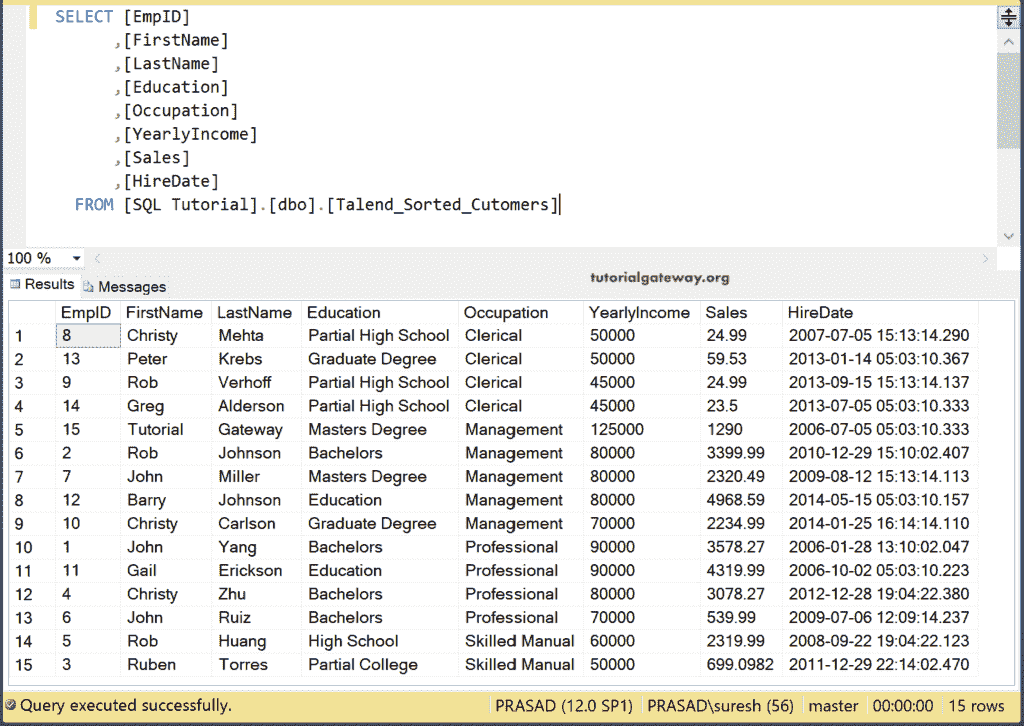 SELECT [EmpID]
,[FirstName]
,[LastName]
,[Education]
,[Occupation]
,[YearlyIncome]
,[Sales]
,[HireDate]
FROM [SQL Tutorial].[dbo].[Talend_Sorted_Cutomers]
100 %
tutorialgateway.org
Results Messages
EmpID FirstName LastName Education Occupation YearlyIncome Sales HireDate
1 8 Christy Mehta Partial High School Clerical 50000 24.99 2007-07-05 15:13:14.290
2 13 Peter Krebs Graduate Degree Clerical 50000 59.53 2013-01-14 05:03:10.367
3 9 Rob Verhoff Partial High School Clerical 45000 24.99 2013-09-15 15:13:14.137
4 14 Greg Alderson Partial High School Clerical 45000 23.5 2013-07-05 05:03:10.333
5 15 Tutorial Gateway Masters Degree Management 125000 1290 2006-07-05 05:03:10.333
6 2 Rob Johnson Bachelors Management 80000 3399.99 2010-12-29 15:10:02.407
7 7 John Miller Masters Degree Management 80000 2320.49 2009-08-12 15:13:14.113
8 12 Barry Johnson Education Management 80000 4968.59 2014-05-15 05:03:10.157
9 10 Christy Carlson Graduate Degree Management 70000 2234.99 2014-01-25 16:14:14.110
10 1 John Yang Bachelors Professional 90000 3578.27 2006-01-28 13:10:02.047
11 11 Gail Erickson Education Professional 90000 4319.99 2006-10-02 05:03:10.223
12 4 Christy Zhu Bachelors Professional 80000 3078.27 2012-12-28 19:04:22.380
13 6 John Ruiz Bachelors Professional 70000 539.99 2009-07-06 12:09:14.237
14 5 Rob Huang High School Skilled Manual 60000 2319.99 2008-09-22 19:04:22.123
15 3 Ruben Torres Partial College Skilled Manual 50000 699.0982 2011-12-29 22:14:02.470
Query executed successfully. PRASAD (12.0 SP1) PRASAD\suresh (56) master 00:00:00 15 rows